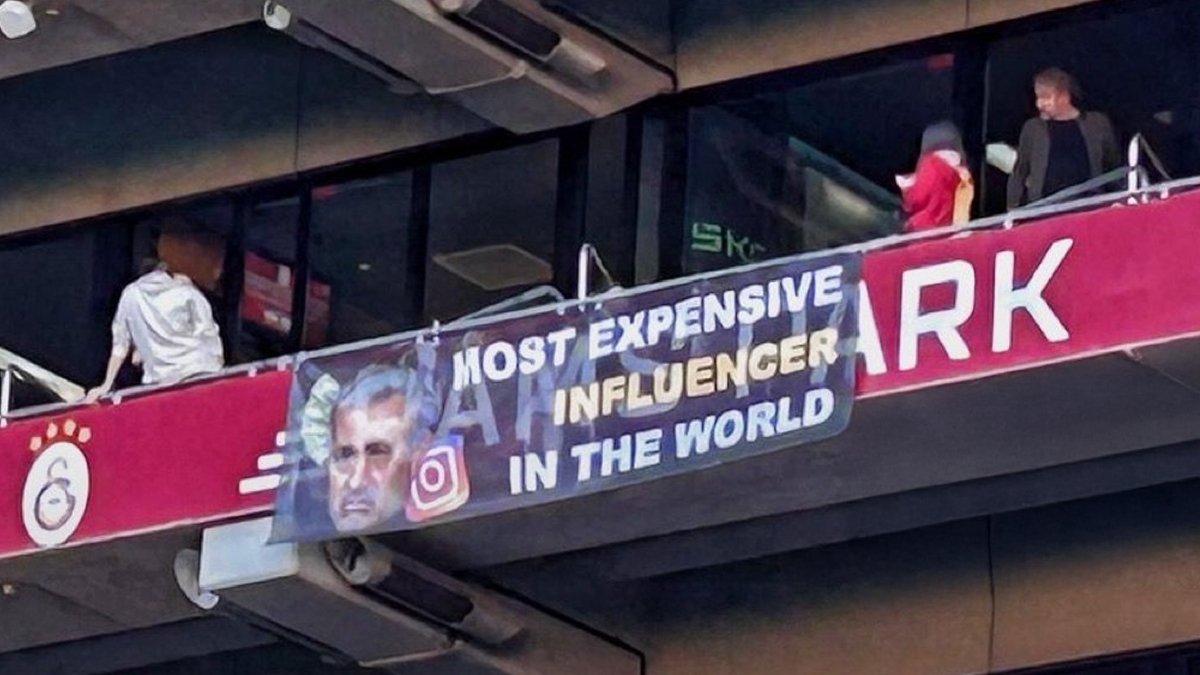 MOST EXPENSIVE
INFLUENCER
IN THE WORLD
ARK